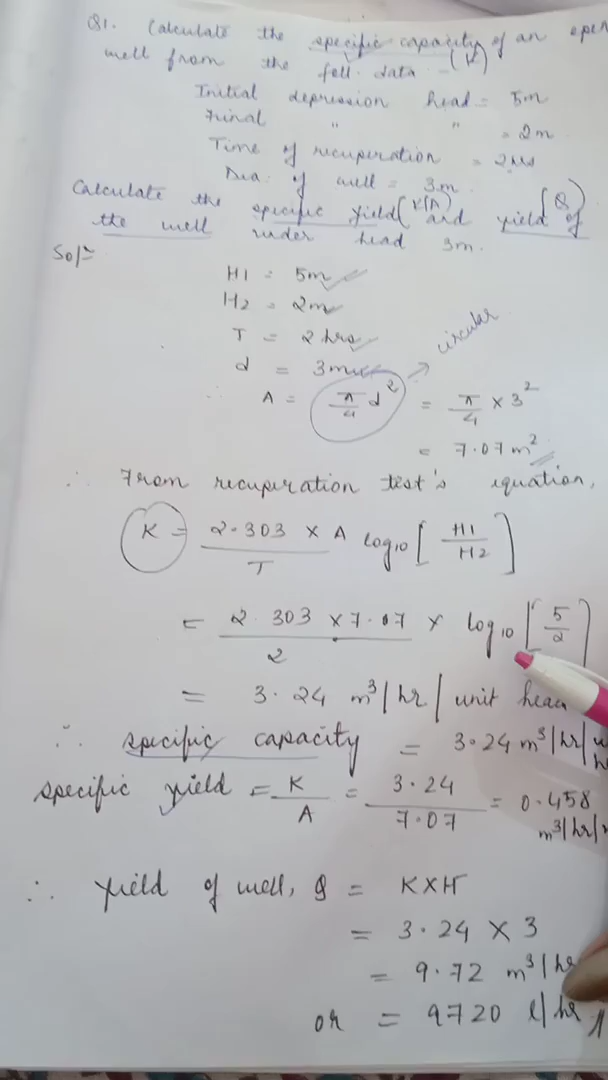 Q1. Calculate the specific capacity of an open
well from the foll. data - (K)
Initial depression head = 5m
Final " " = 2m
Time of recuperation = 2 hrs
Dia. of well = 3m.
Calculate the specific yield (K/A) and yield (Q) of
the well under head 3m.
Sol:-
H1 = 5m
H2 = 2m
T = 2 hrs
d = 3m
circular
∴ A = π/4 d² = π/4 × 3²
= 7.07 m²
∴ From recuperation test's equation,
K = 2.303 × A / T log₁₀ [H1/H2]
= 2.303 × 7.07 / 2 × log₁₀ [5/2]
= 3.24 m³/hr/unit head
∴ specific capacity = 3.24 m³/hr/
specific yield = K/A = 3.24/7.07 = 0.458
m³/hr/
∴ yield of well, Q = K×H
= 3.24 × 3
= 9.72 m³/hr
or = 9720 l/hr